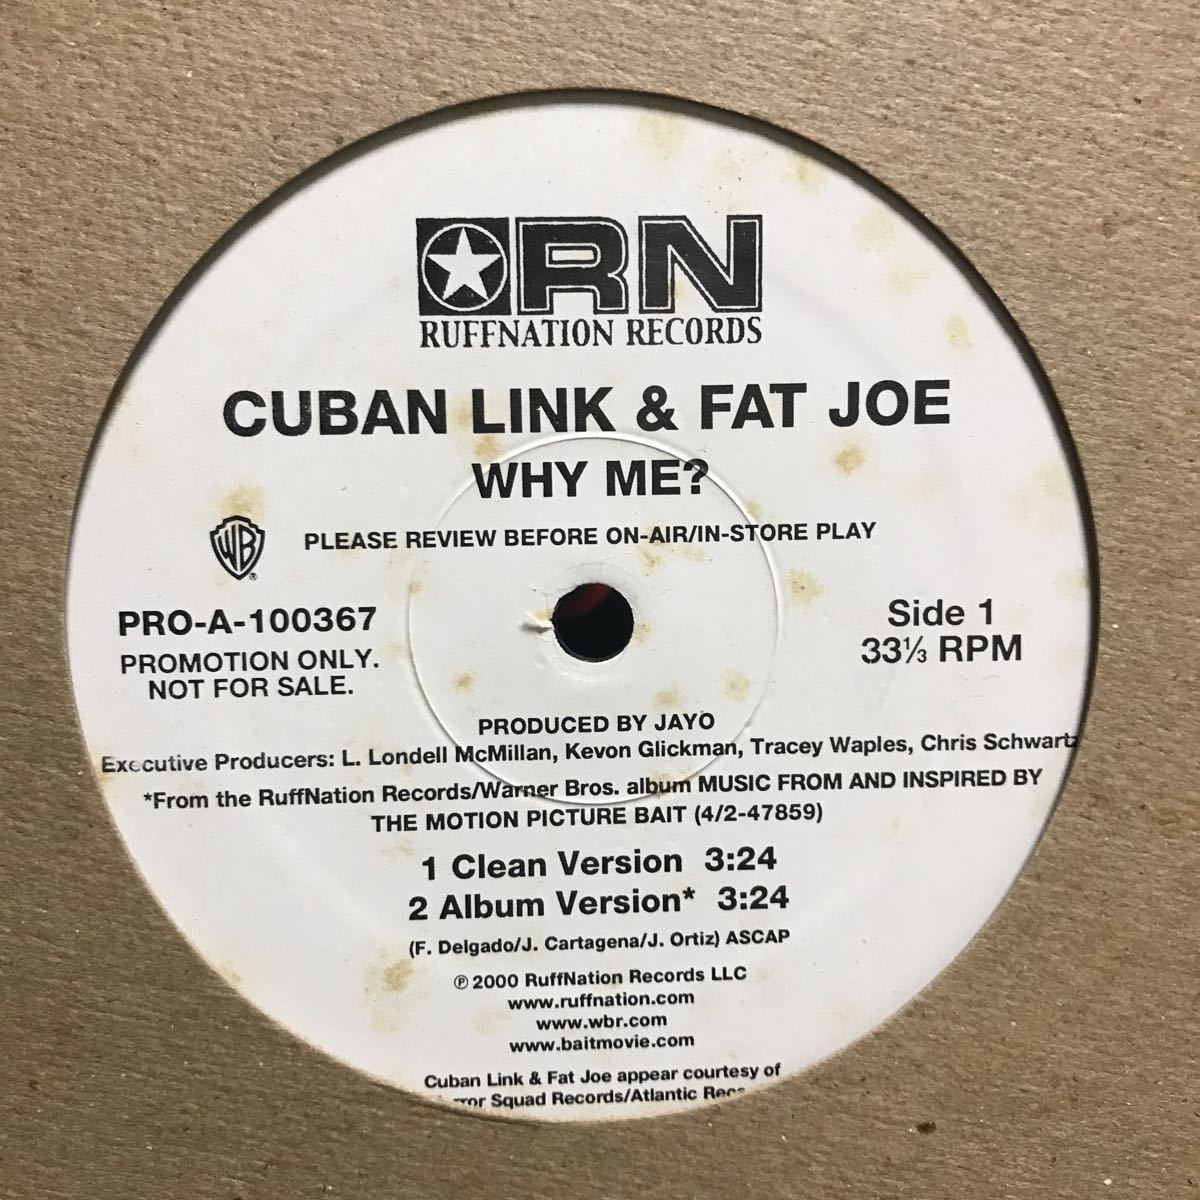 RN
RUFFNATION RECORDS
CUBAN LINK & FAT JOE
WHY ME?
PLEASE REVIEW BEFORE ON-AIR/IN-STORE PLAY
WB
®
PRO-A-100367
PROMOTION ONLY.
NOT FOR SALE.
Side 1
33⅓ RPM
PRODUCED BY JAYO
Executive Producers: L. Londell McMillan, Kevon Glickman, Tracey Waples, Chris Schwartz
*From the RuffNation Records/Warner Bros. album MUSIC FROM AND INSPIRED BY
THE MOTION PICTURE BAIT (4/2-47859)
1 Clean Version 3:24
2 Album Version* 3:24
(F. Delgado/J. Cartagena/J. Ortiz) ASCAP
℗ 2000 RuffNation Records LLC
www.ruffnation.com
www.wbr.com
www.baitmovie.com
Cuban Link & Fat Joe appear courtesy of
Squad Records/Atlantic